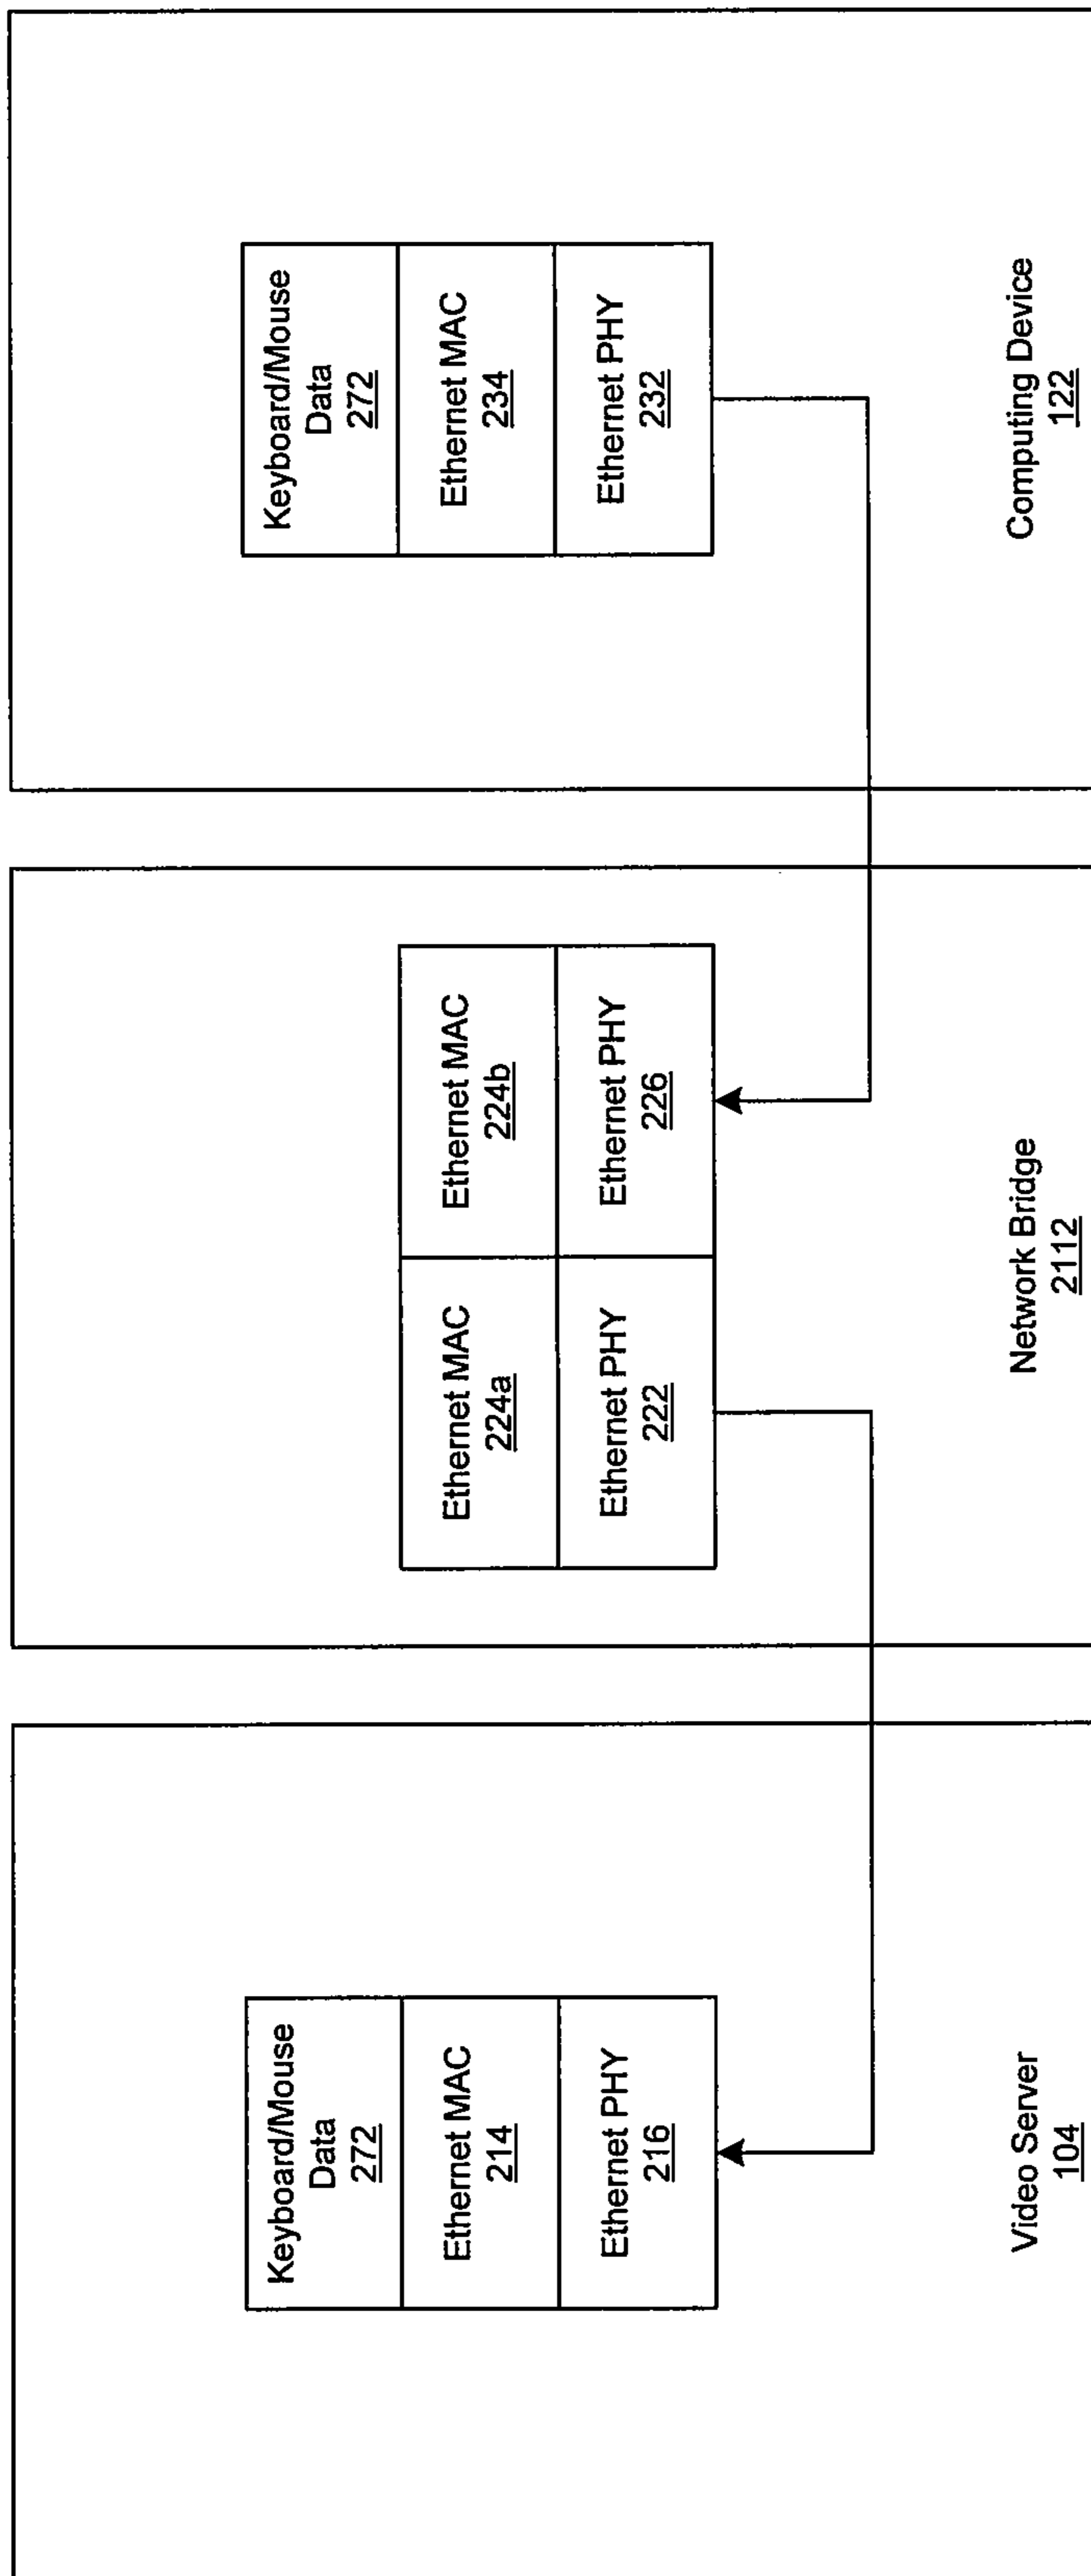 Keyboard/Mouse
Data
272
Ethernet MAC
214
Ethernet PHY
216
Video Server
104
Ethernet MAC
224a
Ethernet MAC
224b
Ethernet PHY
222
Ethernet PHY
226
Network Bridge
2112
Keyboard/Mouse
Data
272
Ethernet MAC
234
Ethernet PHY
232
Computing Device
122